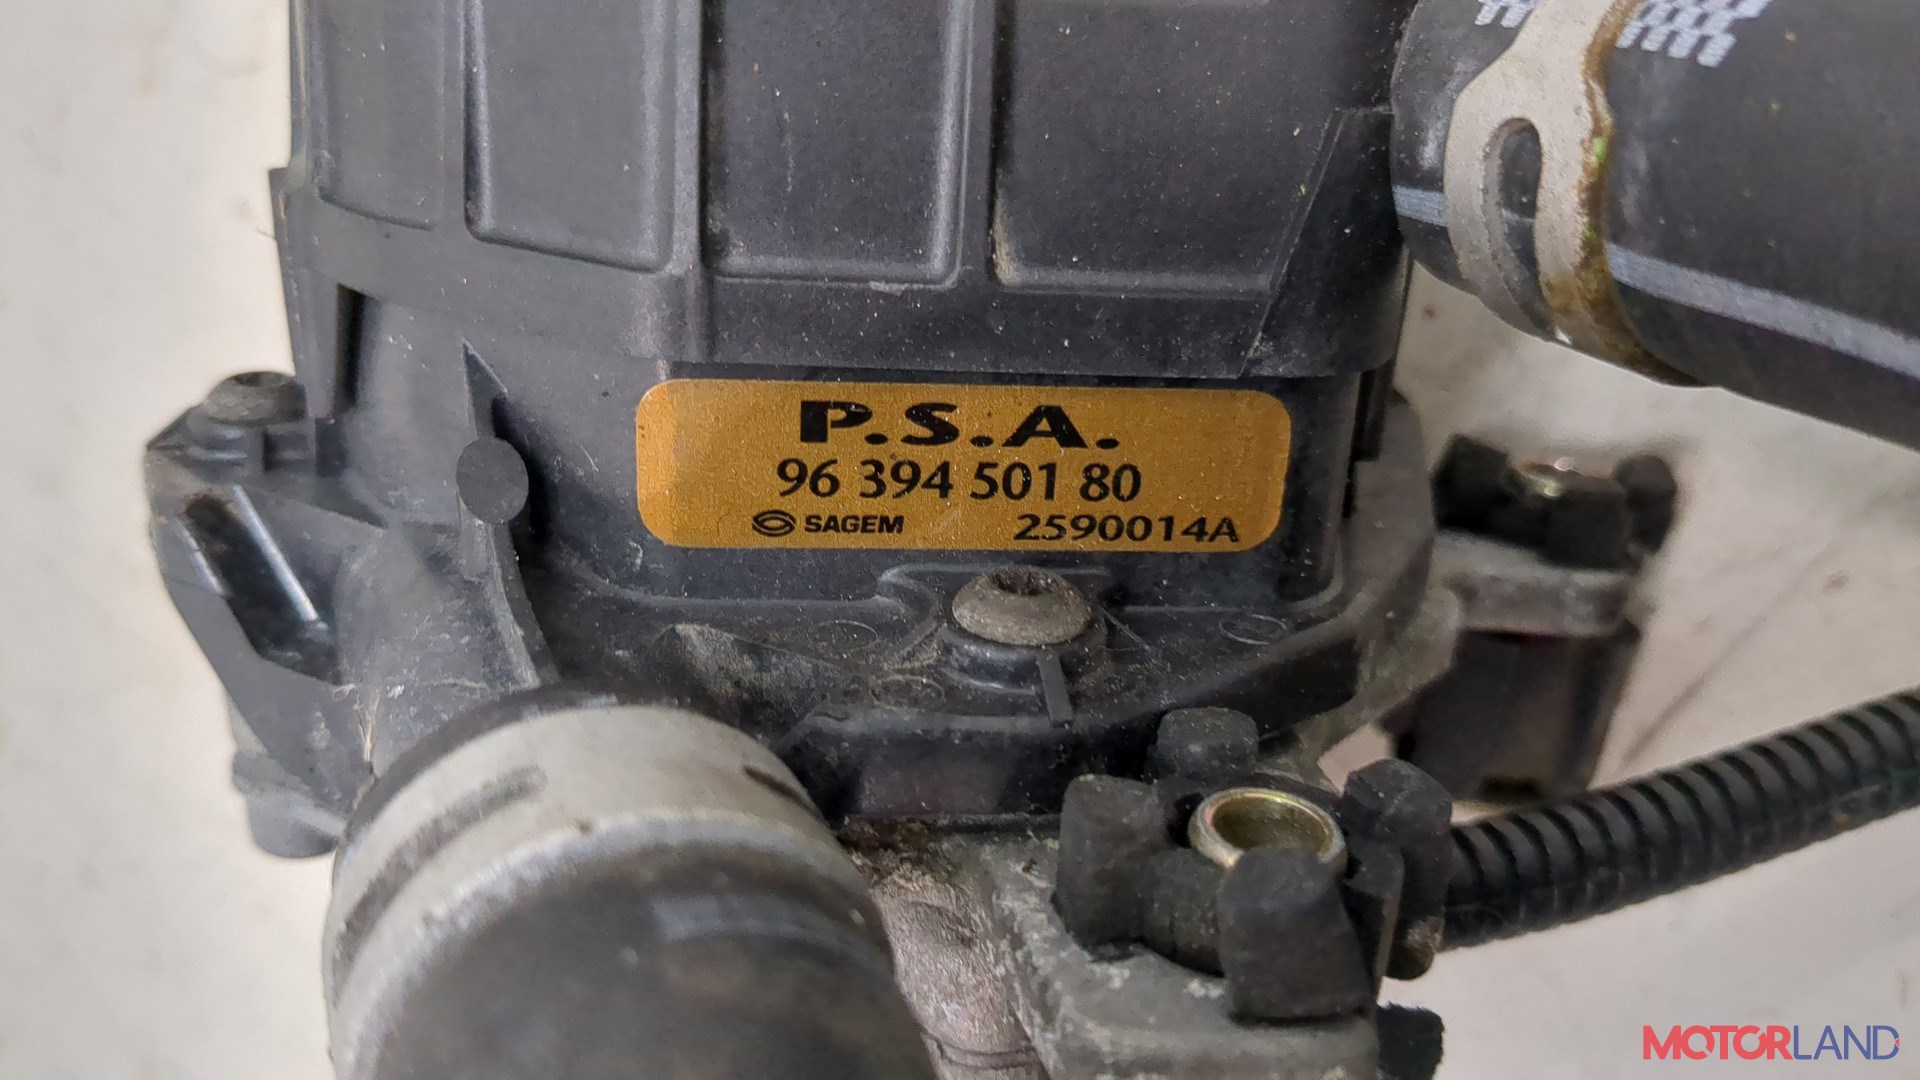 P.S.A.
96 394 501 80
SAGEM 2590014A
MOTORLAND